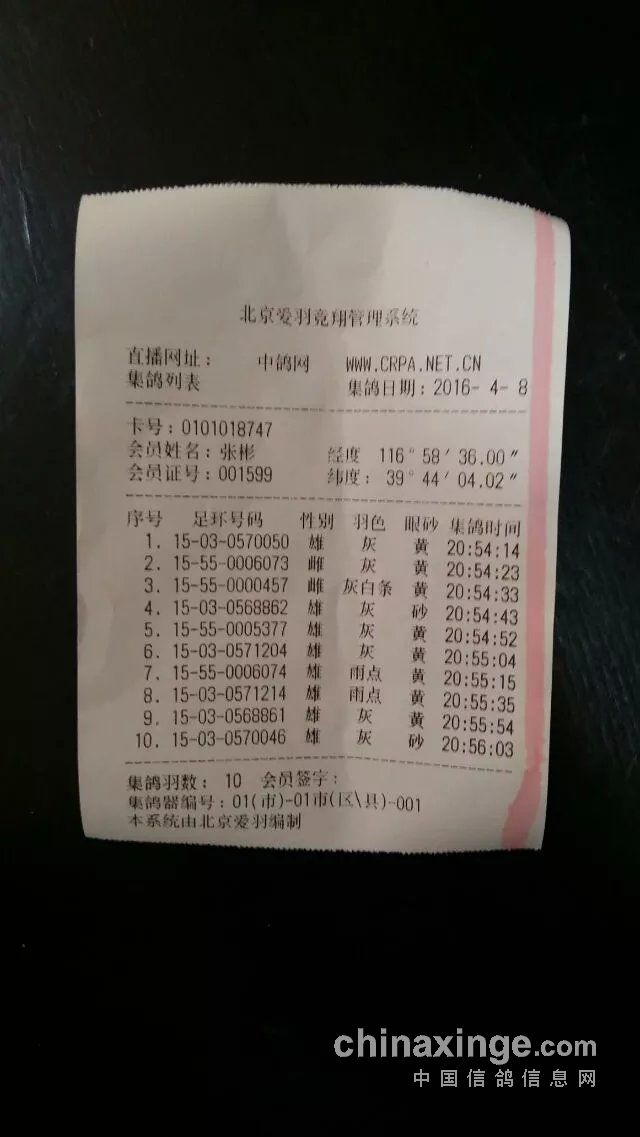 北京爱羽竞翔管理系统
直播网址： 中鸽网 WWW.CRPA.NET.CN
集鸽列表 集鸽日期：2016- 4- 8
卡号：0101018747
会员姓名：张彬 经度 116°58′36.00″
会员证号：001599 纬度： 39°44′04.02″
序号 足环号码 性别 羽色 眼砂 集鸽时间
1. 15-03-0570050 雄 灰 黄 20:54:14
2. 15-55-0006073 雌 灰 黄 20:54:23
3. 15-55-0000457 雌 灰白条 黄 20:54:33
4. 15-03-0568862 雄 灰 砂 20:54:43
5. 15-55-0005377 雄 灰 黄 20:54:52
6. 15-03-0571204 雄 灰 黄 20:55:04
7. 15-55-0006074 雄 雨点 黄 20:55:15
8. 15-03-0571214 雄 雨点 黄 20:55:35
9. 15-03-0568861 雄 灰 黄 20:55:54
10. 15-03-0570046 雄 灰 砂 20:56:03
集鸽羽数： 10 会员签字：
集鸽器编号：01(市)-01市(区\县)-001
本系统由北京爱羽编制
chinaxinge.com
中国信鸽信息网